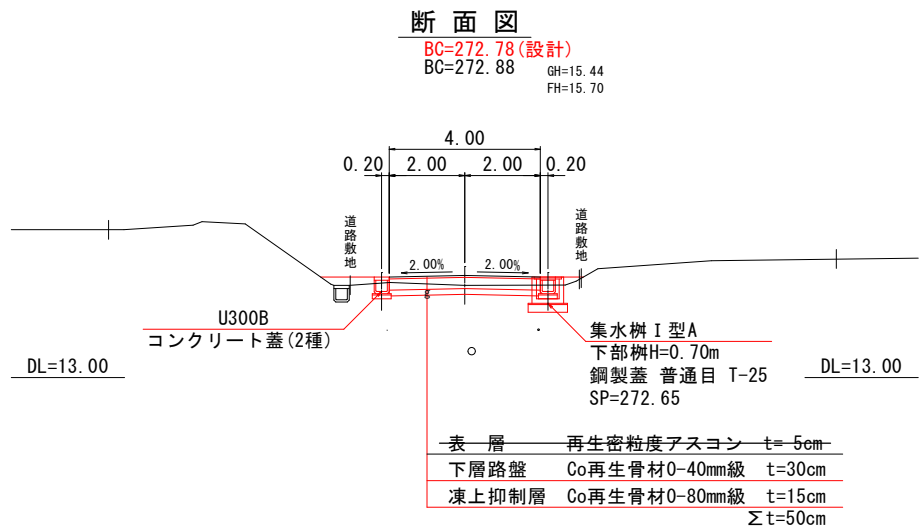 断 面 図
BC=272.78(設計)
BC=272.88
GH=15.44
FH=15.70
4.00
0.20 2.00 2.00 0.20
道路敷地
道路敷地
2.00% 2.00%
U300B
コンクリート蓋(2種)
集水桝Ⅰ型A
下部桝H=0.70m
鋼製蓋 普通目 T-25
SP=272.65
DL=13.00
DL=13.00
表 層 再生密粒度アスコン t= 5cm
下層路盤 Co再生骨材0-40mm級 t=30cm
凍上抑制層 Co再生骨材0-80mm級 t=15cm
Σt=50cm